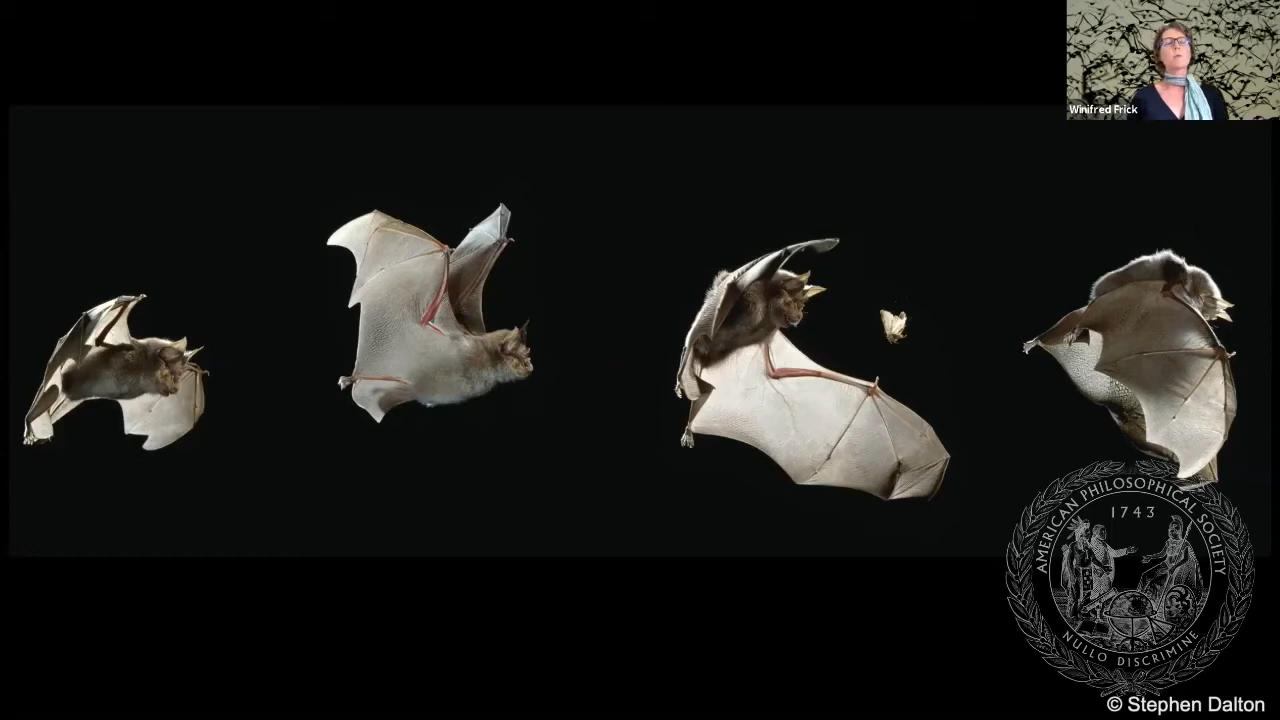 Winifred Frick
AMERICAN PHILOSOPHICAL SOCIETY
1743
NULLO DISCRIMINE
© Stephen Dalton